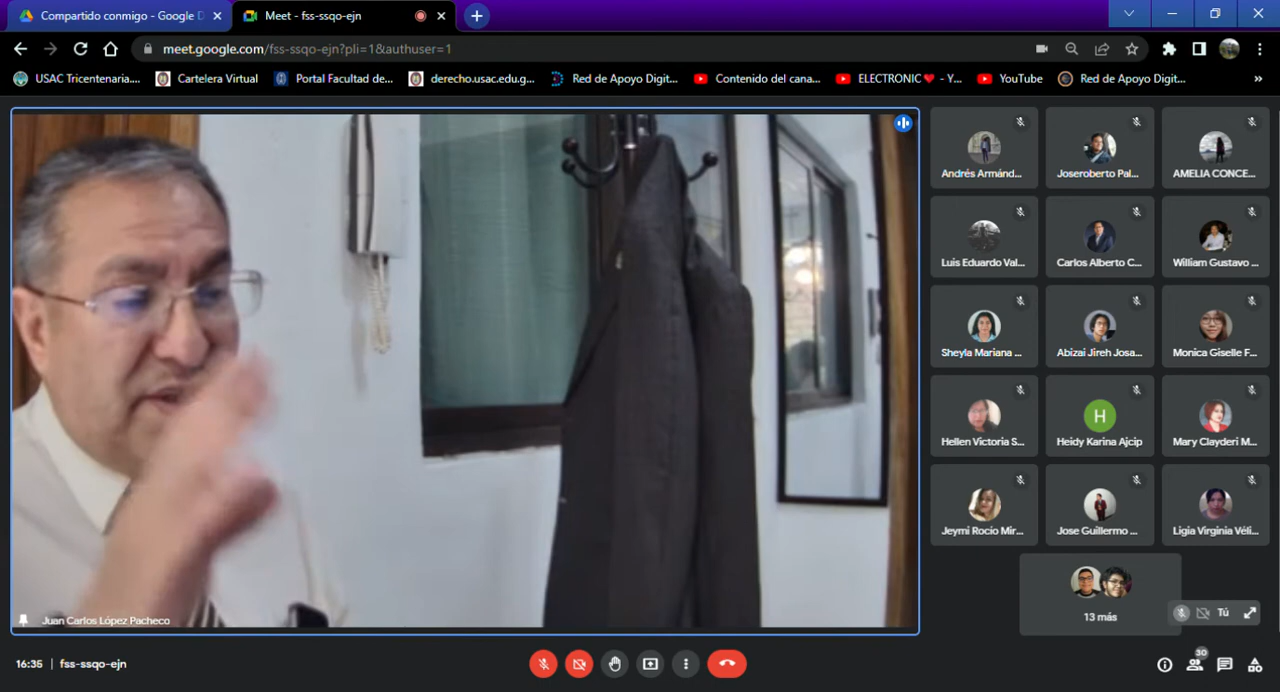 Compartido conmigo - Google D
Meet - fss-ssqo-ejn
meet.google.com/fss-ssqo-ejn?pli=1&authuser=1
USAC Tricentenaria....
Cartelera Virtual
Portal Facultad de...
derecho.usac.edu.g...
Red de Apoyo Digit...
Contenido del cana...
ELECTRONIC❤ - Y...
YouTube
Red de Apoyo Digit...
»
Andrés Armánd...
Joseroberto Pal...
AMELIA CONCE...
Luis Eduardo Val...
Carlos Alberto C...
William Gustavo ...
Sheyla Mariana ...
Abizai Jireh Josa...
Monica Giselle F...
H
Hellen Victoria S...
Heidy Karina Ajcip
Mary Clayderi M...
Jeymi Rocío Mir...
Jose Guillermo ...
Ligia Virginia Véli...
13 más
Tú
Juan Carlos López Pacheco
16:35 | fss-ssqo-ejn
30